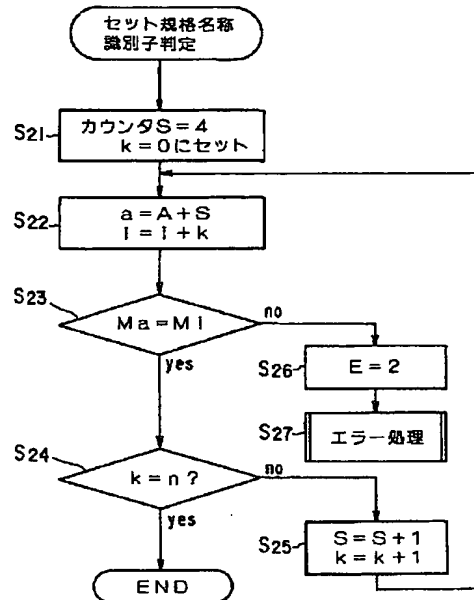 セット規格名称
識別子判定
S21
カウンタS=4
k=0にセット
S22
a=A+S
i=i+k
S23
Ma=Mi
no
yes
S26
E=2
S27
エラー処理
S24
k=n?
no
yes
S25
S=S+1
k=k+1
END